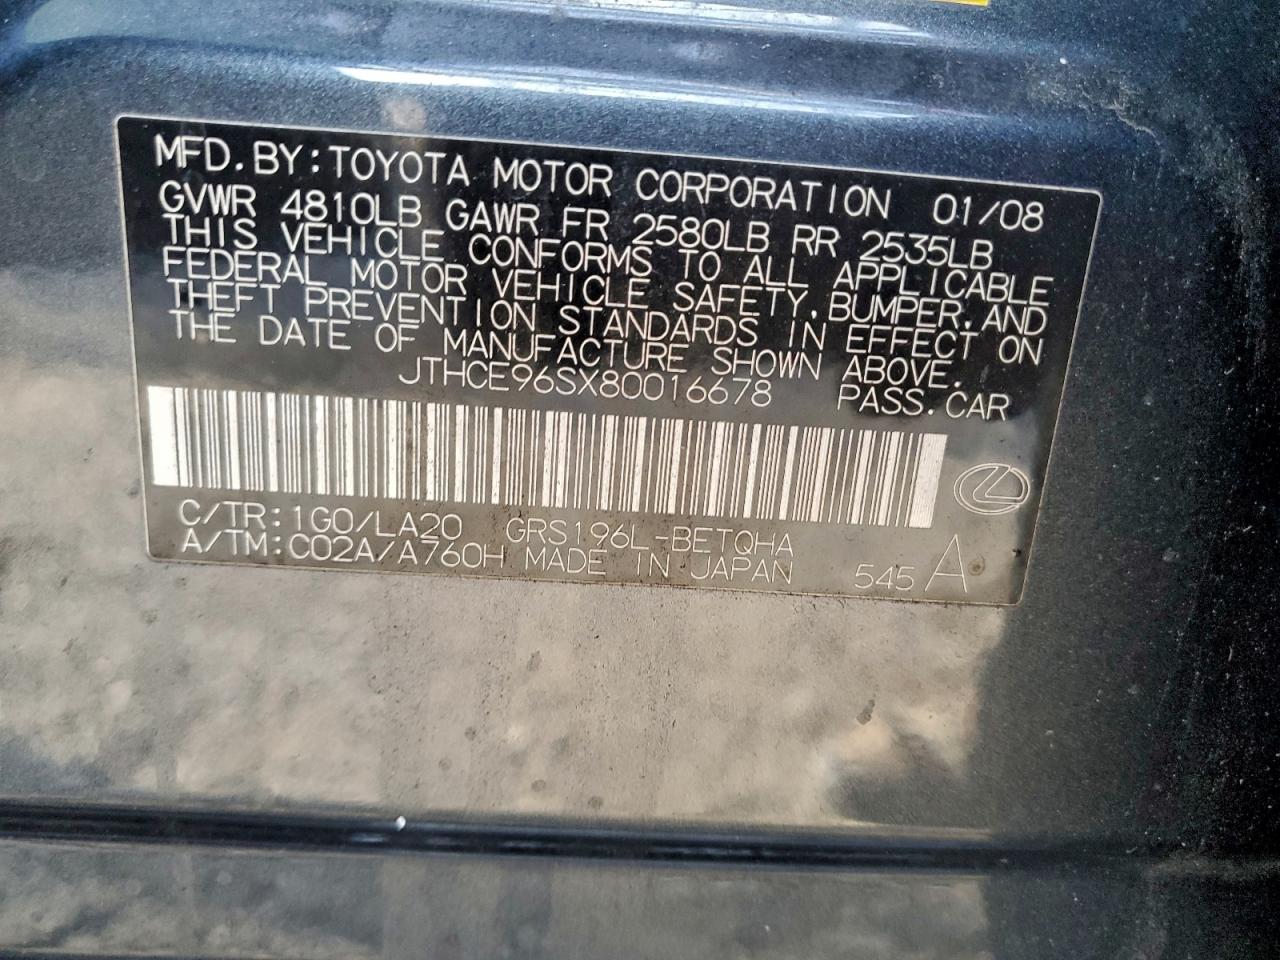 MFD.BY:TOYOTA MOTOR CORPORATION 01/08
GVWR 4810LB GAWR FR 2580LB RR 2535LB
THIS VEHICLE CONFORMS TO ALL APPLICABLE
FEDERAL MOTOR VEHICLE SAFETY,BUMPER,AND
THEFT PREVENTION STANDARDS IN EFFECT ON
THE DATE OF MANUFACTURE SHOWN ABOVE.
JTHCE96SX80016678 PASS.CAR
C/TR:1G0/LA20 GRS196L-BETQHA
A/TM:C02A/A760H MADE IN JAPAN 545 A